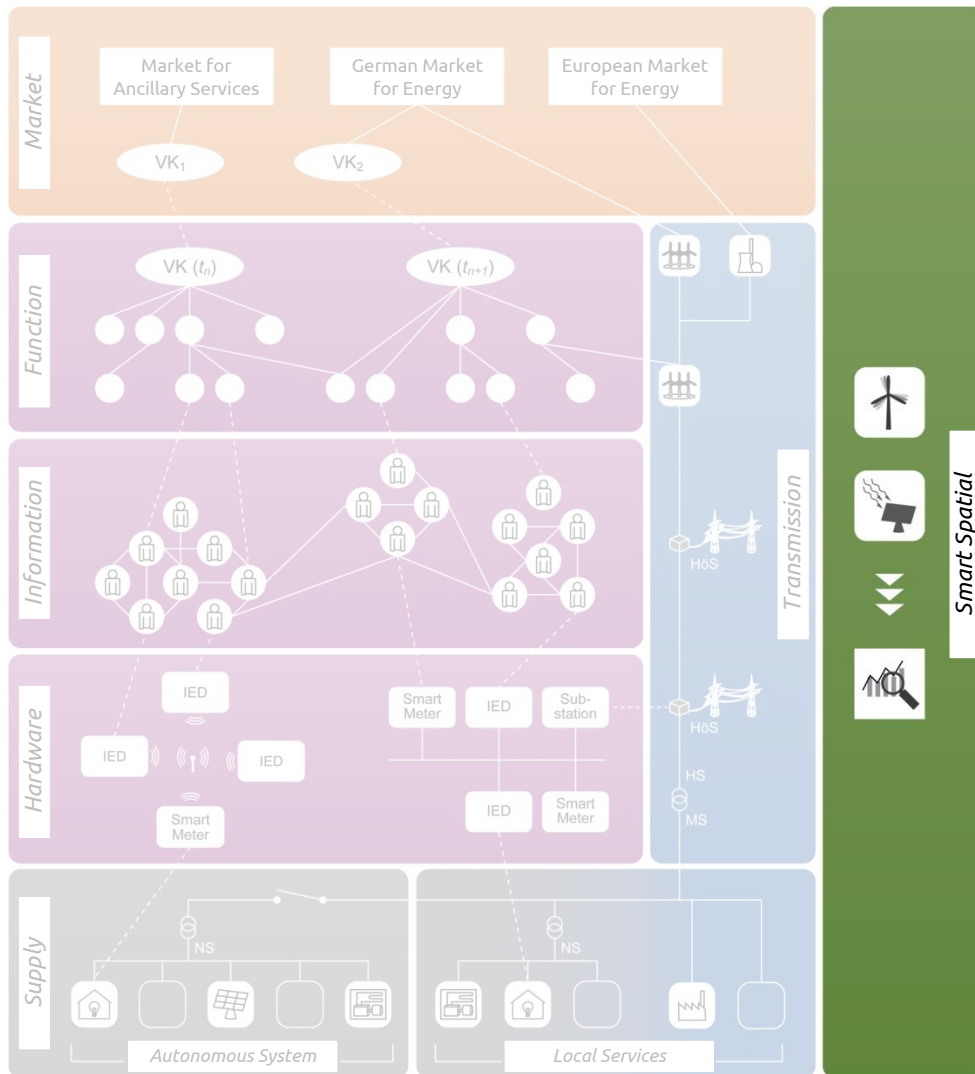 Market
Market for
Ancillary Services
German Market
for Energy
European Market
for Energy
VK₁
VK₂
Function
VK (tₙ)
VK (tₙ₊₁)
Information
Transmission
HöS
Smart Spatial
Hardware
IED
IED
IED
Smart
Meter
Smart
Meter
IED
Sub-
station
IED
Smart
Meter
HöS
HS
MS
Supply
NS
NS
Autonomous System
Local Services